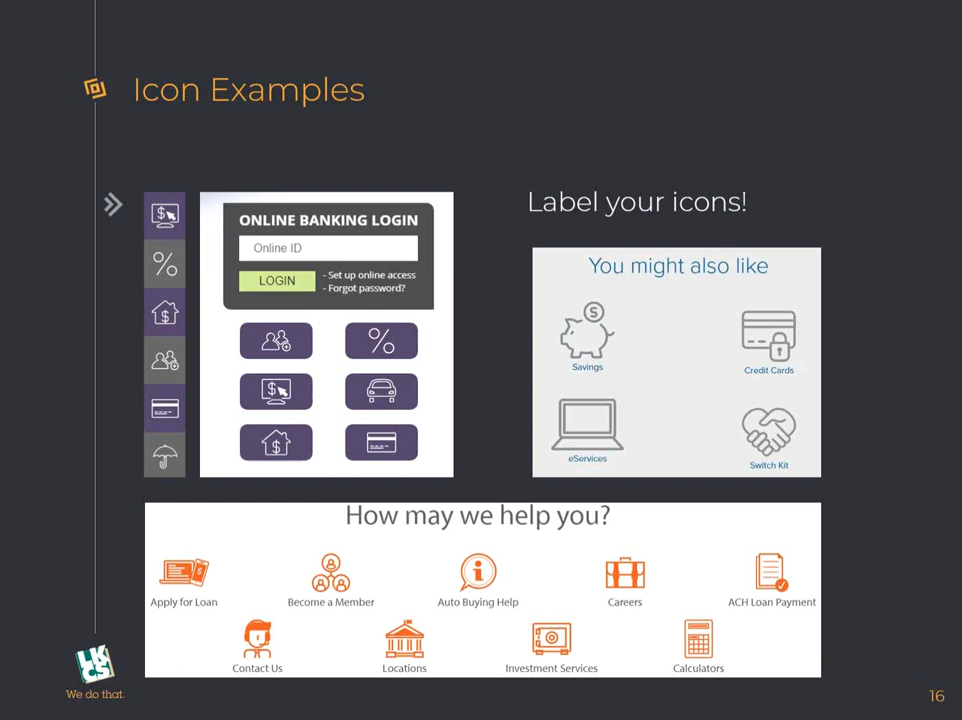 Icon Examples
Label your icons!
ONLINE BANKING LOGIN
Online ID
LOGIN
- Set up online access
- Forgot password?
You might also like
Savings
Credit Cards
eServices
Switch Kit
How may we help you?
Apply for Loan
Become a Member
Auto Buying Help
Careers
ACH Loan Payment
Contact Us
Locations
Investment Services
Calculators
LKCS
We do that.
16